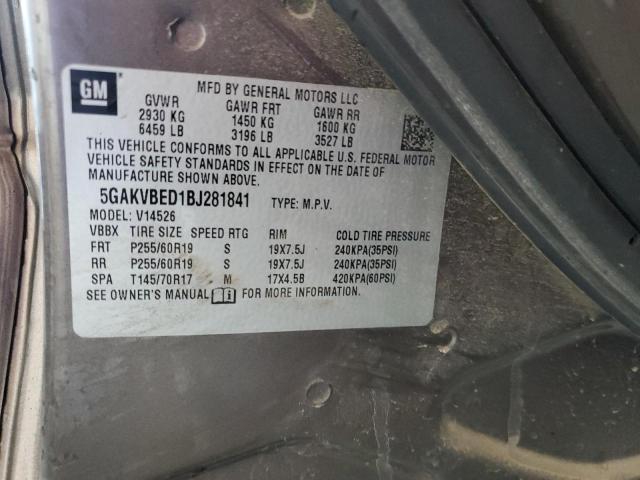 GM
MFD BY GENERAL MOTORS LLC
GVWR GAWR FRT GAWR RR
2930 KG 1450 KG 1600 KG
6459 LB 3196 LB 3527 LB
THIS VEHICLE CONFORMS TO ALL APPLICABLE U.S. FEDERAL MOTOR
VEHICLE SAFETY STANDARDS IN EFFECT ON THE DATE OF
MANUFACTURE SHOWN ABOVE.
5GAKVBED1BJ281841 TYPE: M.P.V.
MODEL: V14526
VBBX TIRE SIZE SPEED RTG RIM COLD TIRE PRESSURE
FRT P255/60R19 S 19X7.5J 240KPA(35PSI)
RR P255/60R19 S 19X7.5J 240KPA(35PSI)
SPA T145/70R17 M 17X4.5B 420KPA(60PSI)
SEE OWNER'S MANUAL FOR MORE INFORMATION.